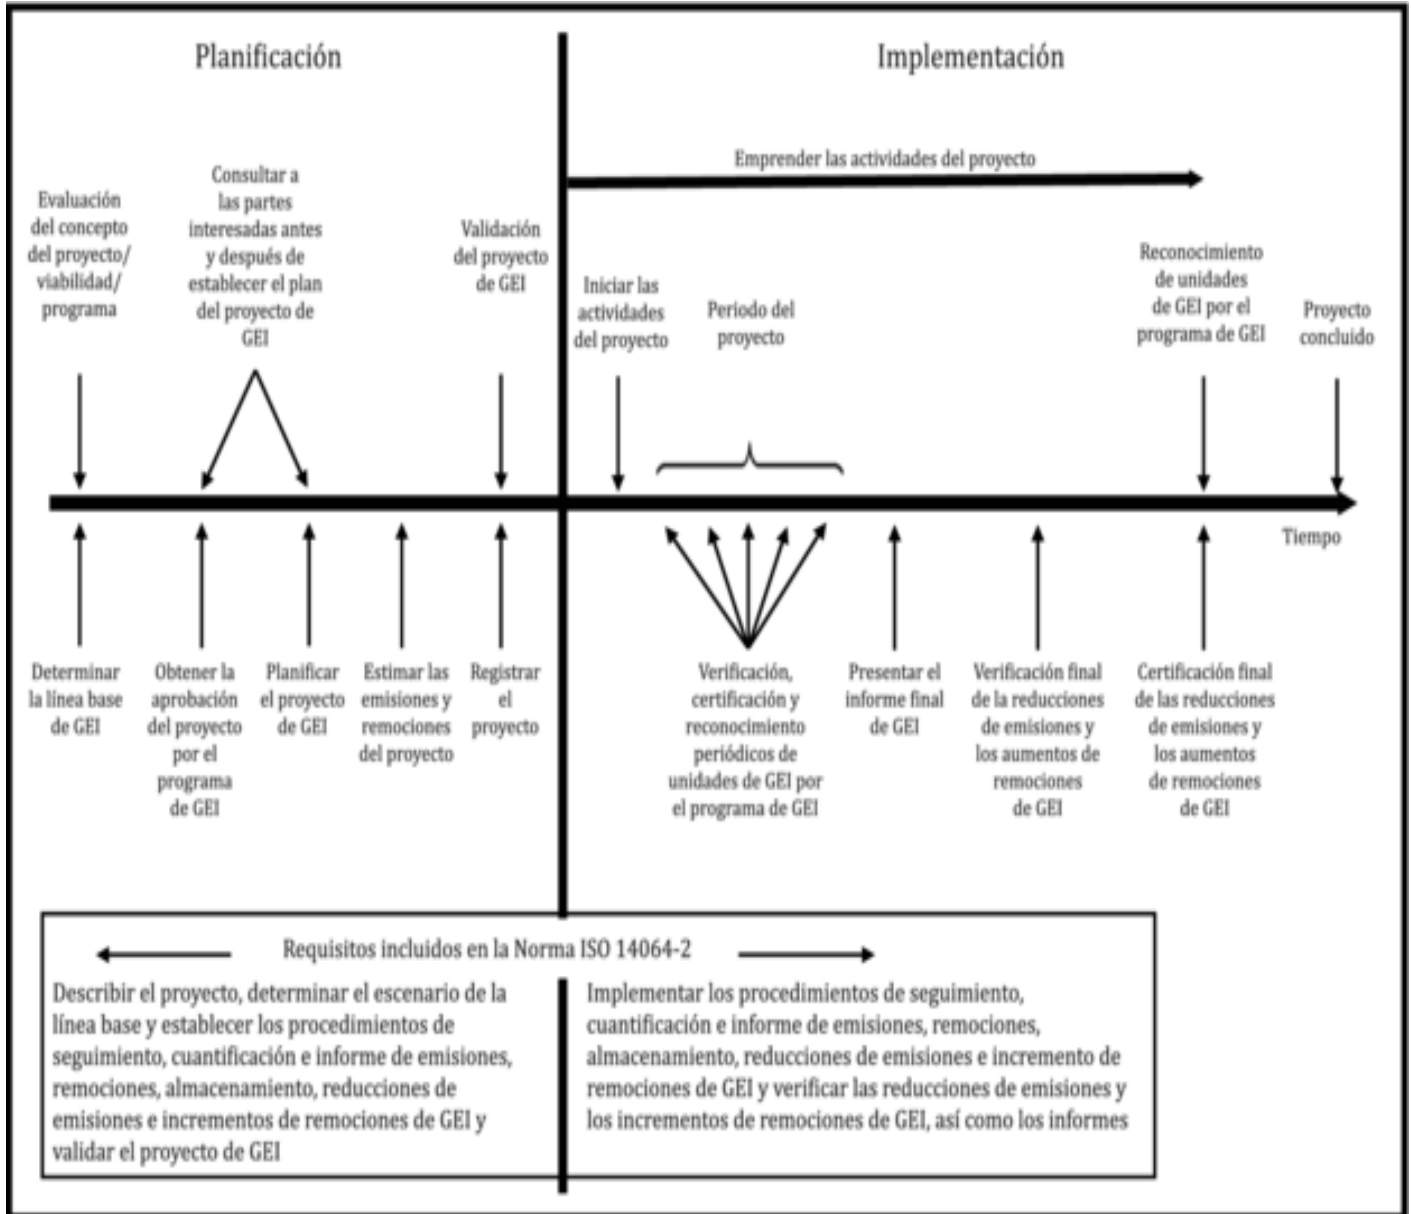 Planificación
Implementación
Emprender las actividades del proyecto
Evaluación
del concepto
del proyecto/
viabilidad/
programa
Consultar a
las partes
interesadas antes
y después de
establecer el plan
del proyecto de
GEI
Validación
del proyecto
de GEI
Iniciar las
actividades
del proyecto
Periodo del
proyecto
Reconocimiento
de unidades
de GEI por el
programa de GEI
Proyecto
concluido
Tiempo
Determinar
la línea base
de GEI
Obtener la
aprobación
del proyecto
por el
programa
de GEI
Planificar
el proyecto
de GEI
Estimar las
emisiones y
remociones
del proyecto
Registrar
el
proyecto
Verificación,
certificación y
reconocimiento
periódicos de
unidades de GEI por
el programa de GEI
Presentar el
informe final
de GEI
Verificación final
de la reducciones
de emisiones y
los aumentos de
remociones
de GEI
Certificación final
de las reducciones
de emisiones y
los aumentos
de remociones
de GEI
Requisitos incluidos en la Norma ISO 14064-2
Describir el proyecto, determinar el escenario de la
línea base y establecer los procedimientos de
seguimiento, cuantificación e informe de emisiones,
remociones, almacenamiento, reducciones de
emisiones e incrementos de remociones de GEI y
validar el proyecto de GEI
Implementar los procedimientos de seguimiento,
cuantificación e informe de emisiones, remociones,
almacenamiento, reducciones de emisiones e incremento de
remociones de GEI y verificar las reducciones de emisiones y
los incrementos de remociones de GEI, así como los informes